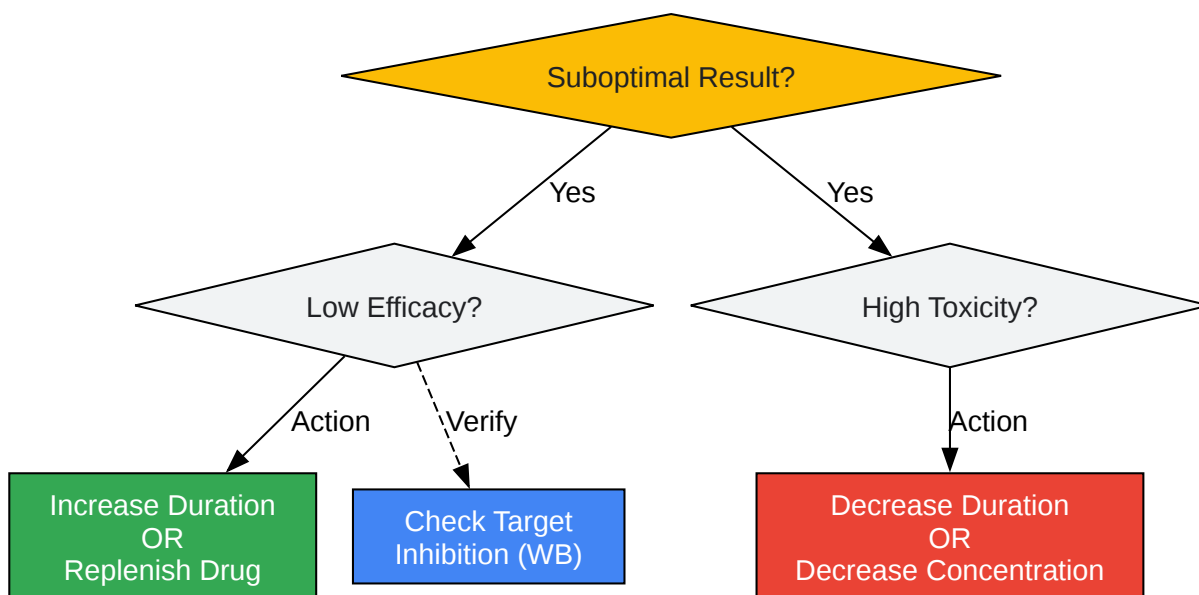 Suboptimal Result?
Yes
Yes
Low Efficacy?
High Toxicity?
Action
Verify
Action
Increase Duration
OR
Replenish Drug
Check Target
Inhibition (WB)
Decrease Duration
OR
Decrease Concentration